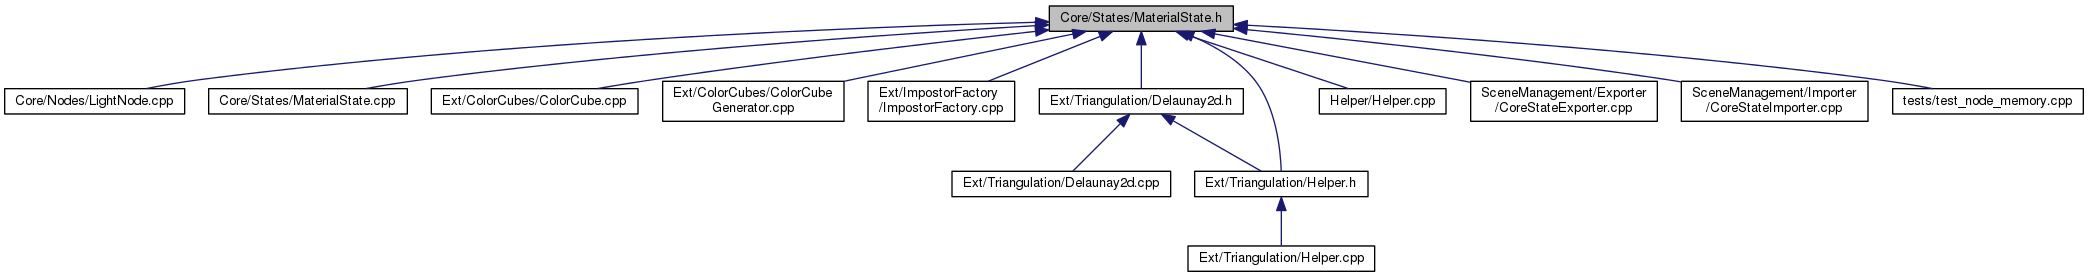 Core/States/MaterialState.h
Core/Nodes/LightNode.cpp
Core/States/MaterialState.cpp
Ext/ColorCubes/ColorCube.cpp
Ext/ColorCubes/ColorCube
Generator.cpp
Ext/ImpostorFactory
/ImpostorFactory.cpp
Ext/Triangulation/Delaunay2d.h
Helper/Helper.cpp
SceneManagement/Exporter
/CoreStateExporter.cpp
SceneManagement/Importer
/CoreStateImporter.cpp
tests/test_node_memory.cpp
Ext/Triangulation/Delaunay2d.cpp
Ext/Triangulation/Helper.h
Ext/Triangulation/Helper.cpp